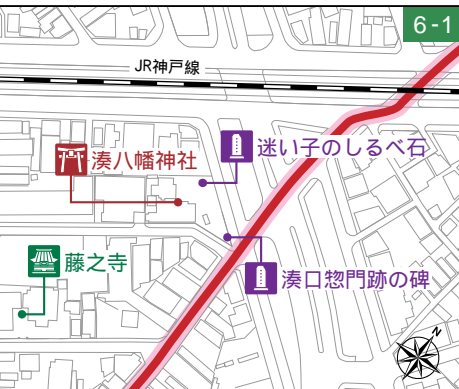 6-1
JR神戸線
迷い子のしるべ石
湊八幡神社
藤之寺
湊口惣門跡の碑
N